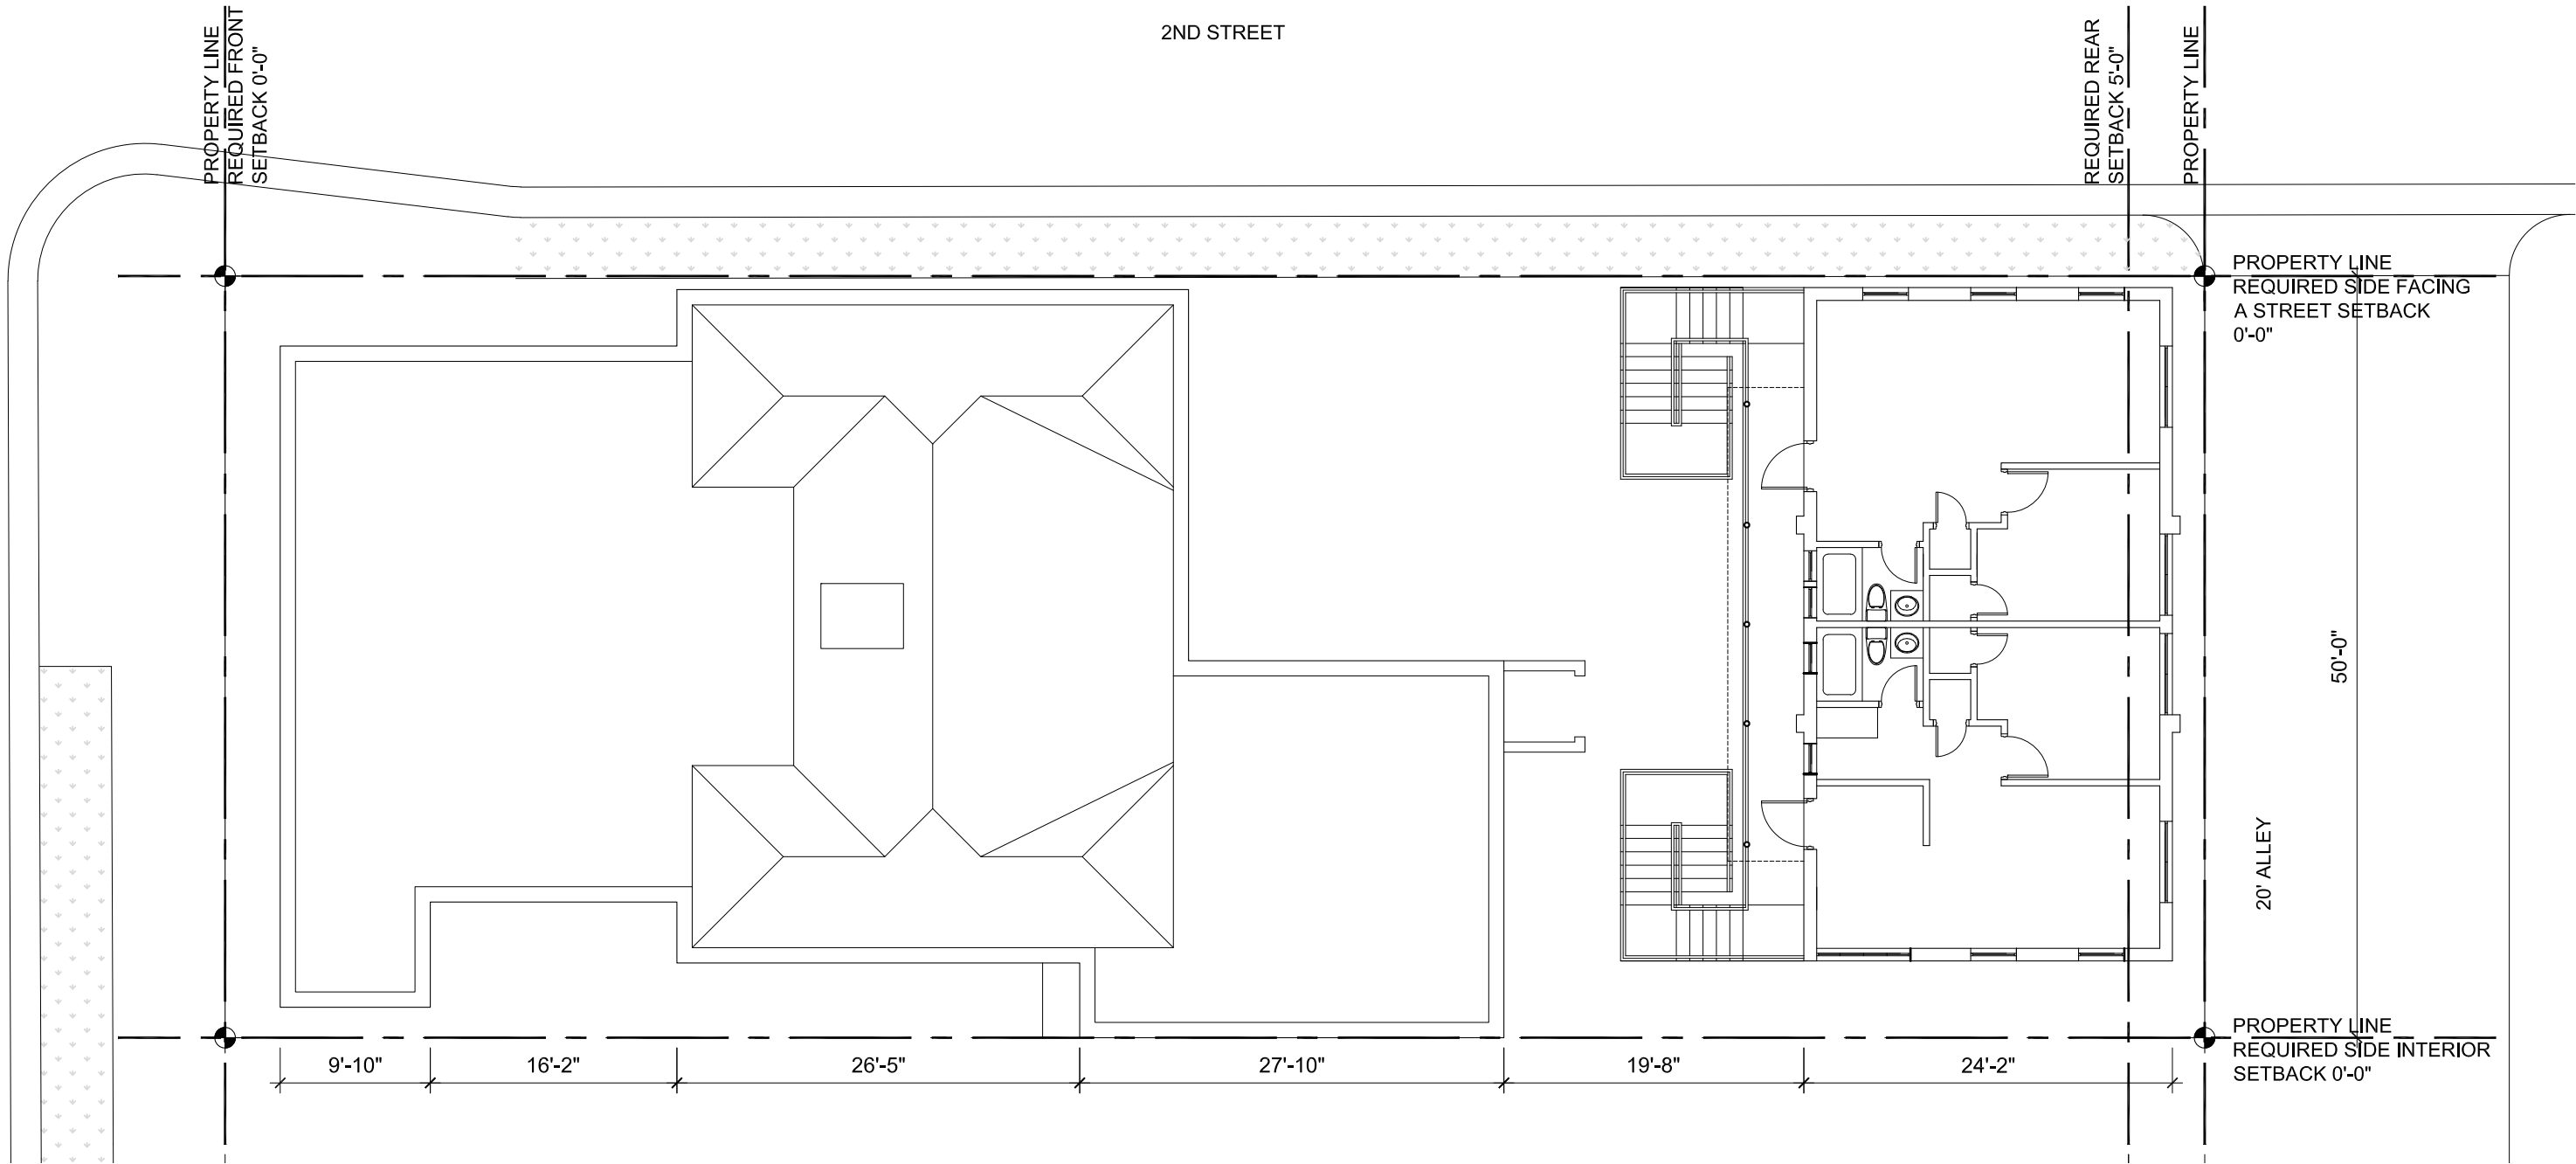 2ND STREET
PROPERTY LINE
REQUIRED FRONT
SETBACK 0'-0"
REQUIRED REAR
SETBACK 5'-0"
PROPERTY LINE
PROPERTY LINE
REQUIRED SIDE FACING
A STREET SETBACK
0'-0"
50'-0"
20' ALLEY
PROPERTY LINE
REQUIRED SIDE INTERIOR
SETBACK 0'-0"
9'-10"
16'-2"
26'-5"
27'-10"
19'-8"
24'-2"